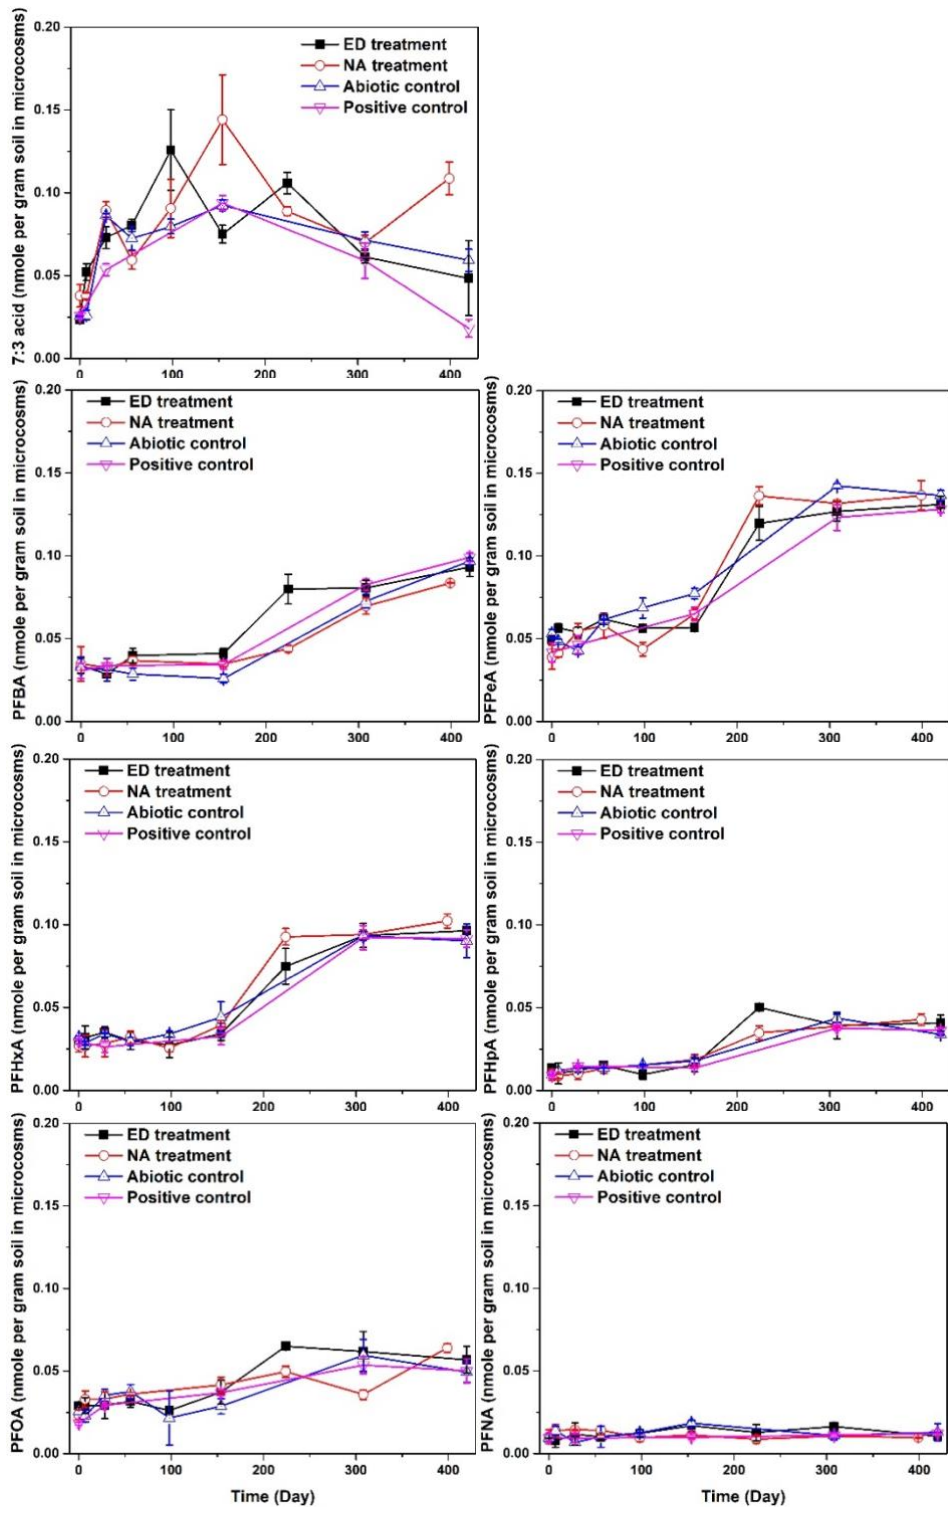 7:3 acid (nmole per gram soil in microcosms)
0.20
0.15
0.10
0.05
0.00
ED treatment
NA treatment
Abiotic control
Positive control
0 100 200 300 400
PFBA (nmole per gram soil in microcosms)
0.20
0.15
0.10
0.05
0.00
ED treatment
NA treatment
Abiotic control
Positive control
0 100 200 300 400
PFPeA (nmole per gram soil in microcosms)
0.20
0.15
0.10
0.05
0.00
ED treatment
NA treatment
Abiotic control
Positive control
0 100 200 300 400
PFHxA (nmole per gram soil in microcosms)
0.20
0.15
0.10
0.05
0.00
ED treatment
NA treatment
Abiotic control
Positive control
0 100 200 300 400
PFHpA (nmole per gram soil in microcosms)
0.20
0.15
0.10
0.05
0.00
ED treatment
NA treatment
Abiotic control
Positive control
0 100 200 300 400
PFOA (nmole per gram soil in microcosms)
0.20
0.15
0.10
0.05
0.00
ED treatment
NA treatment
Abiotic control
Positive control
0 100 200 300 400
Time (Day)
PFNA (nmole per gram soil in microcosms)
0.20
0.15
0.10
0.05
0.00
ED treatment
NA treatment
Abiotic control
Positive control
0 100 200 300 400
Time (Day)